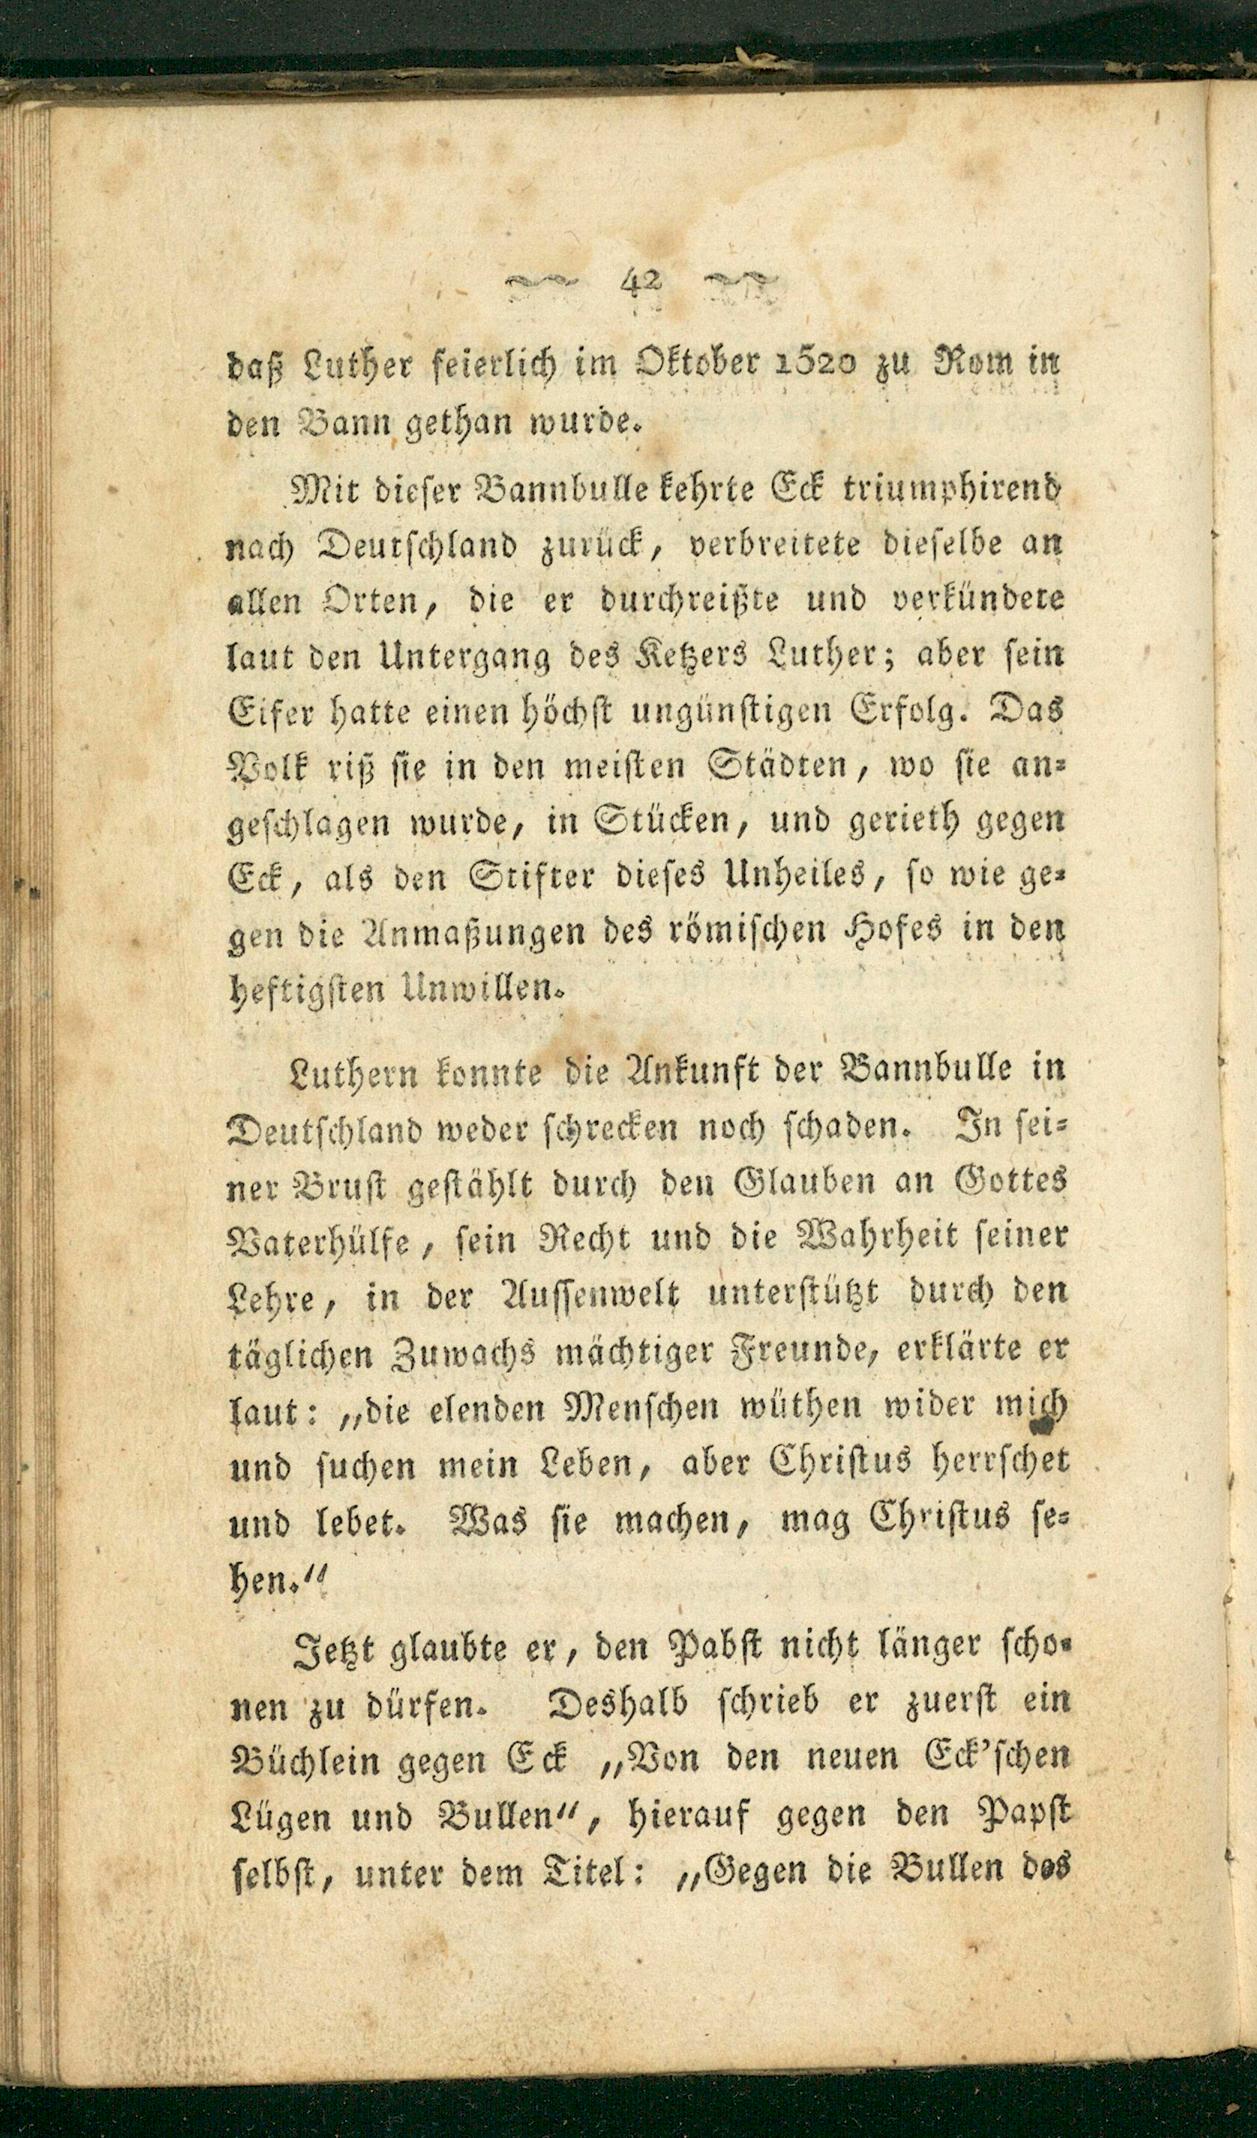 42
daß Luther feierlich im Oktober 1520 zu Rom in
den Bann gethan wurde.
Mit dieser Bannbulle kehrte Eck triumphirend
nach Deutschland zurück, verbreitete dieselbe an
allen Orten, die er durchreißte und verkündete
laut den Untergang des Ketzers Luther; aber sein
Eifer hatte einen höchst ungünstigen Erfolg. Das
Volk riß sie in den meisten Städten, wo sie an-
geschlagen wurde, in Stücken, und gerieth gegen
Eck, als den Stifter dieses Unheiles, so wie ge-
gen die Anmaßungen des römischen Hofes in den
heftigsten Unwillen.
Luthern konnte die Ankunft der Bannbulle in
Deutschland weder schrecken noch schaden. In sei-
ner Brust gestählt durch den Glauben an Gottes
Vaterhülfe, sein Recht und die Wahrheit seiner
Lehre, in der Aussenwelt unterstützt durch den
täglichen Zuwachs mächtiger Freunde, erklärte er
laut: „die elenden Menschen wüthen wider mich
und suchen mein Leben, aber Christus herrschet
und lebet. Was sie machen, mag Christus se-
hen.“
Jetzt glaubte er, den Pabst nicht länger scho-
nen zu dürfen. Deshalb schrieb er zuerst ein
Büchlein gegen Eck „Von den neuen Eck'schen
Lügen und Bullen“, hierauf gegen den Papst
selbst, unter dem Titel: „Gegen die Bullen des